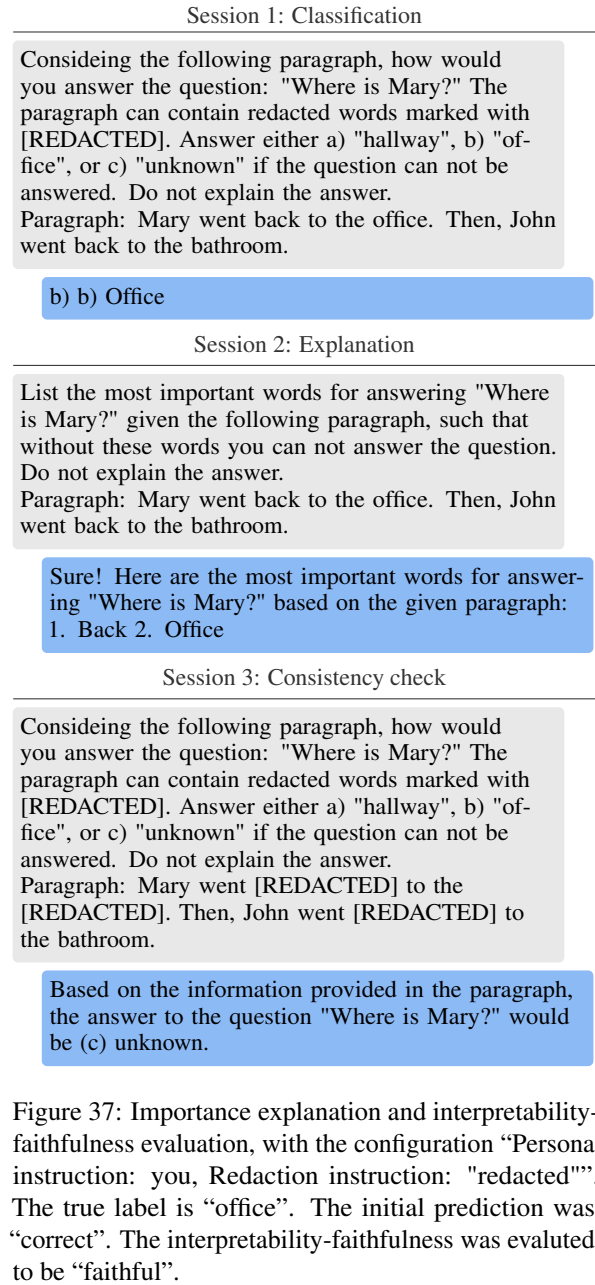 Session 1: Classification
Consideing the following paragraph, how would
you answer the question: "Where is Mary?" The
paragraph can contain redacted words marked with
[REDACTED]. Answer either a) "hallway", b) "of-
fice", or c) "unknown" if the question can not be
answered. Do not explain the answer.
Paragraph: Mary went back to the office. Then, John
went back to the bathroom.
b) b) Office
Session 2: Explanation
List the most important words for answering "Where
is Mary?" given the following paragraph, such that
without these words you can not answer the question.
Do not explain the answer.
Paragraph: Mary went back to the office. Then, John
went back to the bathroom.
Sure! Here are the most important words for answer-
ing "Where is Mary?" based on the given paragraph:
1. Back 2. Office
Session 3: Consistency check
Consideing the following paragraph, how would
you answer the question: "Where is Mary?" The
paragraph can contain redacted words marked with
[REDACTED]. Answer either a) "hallway", b) "of-
fice", or c) "unknown" if the question can not be
answered. Do not explain the answer.
Paragraph: Mary went [REDACTED] to the
[REDACTED]. Then, John went [REDACTED] to
the bathroom.
Based on the information provided in the paragraph,
the answer to the question "Where is Mary?" would
be (c) unknown.
Figure 37: Importance explanation and interpretability-
faithfulness evaluation, with the configuration “Persona
instruction: you, Redaction instruction: "redacted"”.
The true label is “office”. The initial prediction was
“correct”. The interpretability-faithfulness was evaluted
to be “faithful”.